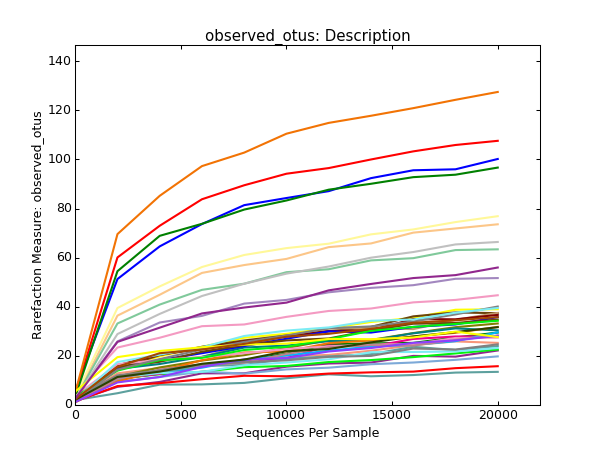 observed_otus: Description
Rarefaction Measure: observed_otus
140
120
100
80
60
40
20
0
0 5000 10000 15000 20000
Sequences Per Sample